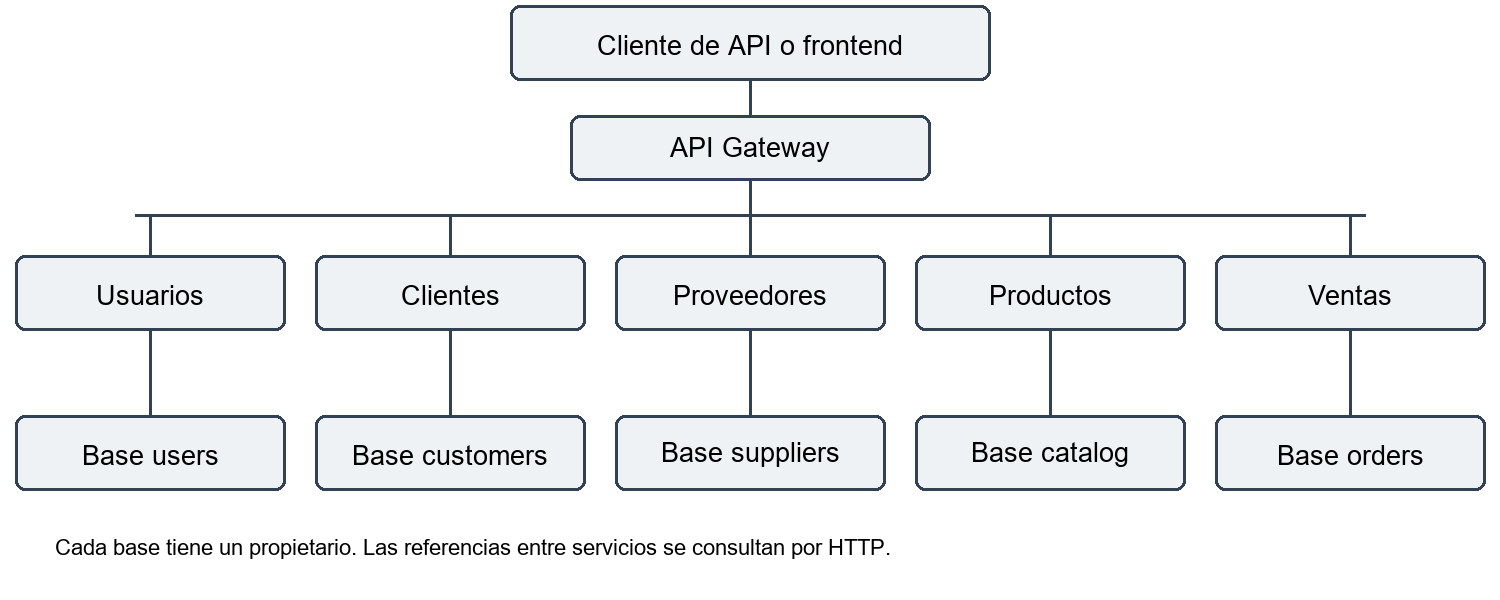 Cliente de API o frontend
API Gateway
Usuarios
Clientes
Proveedores
Productos
Ventas
Base users
Base customers
Base suppliers
Base catalog
Base orders
Cada base tiene un propietario. Las referencias entre servicios se consultan por HTTP.